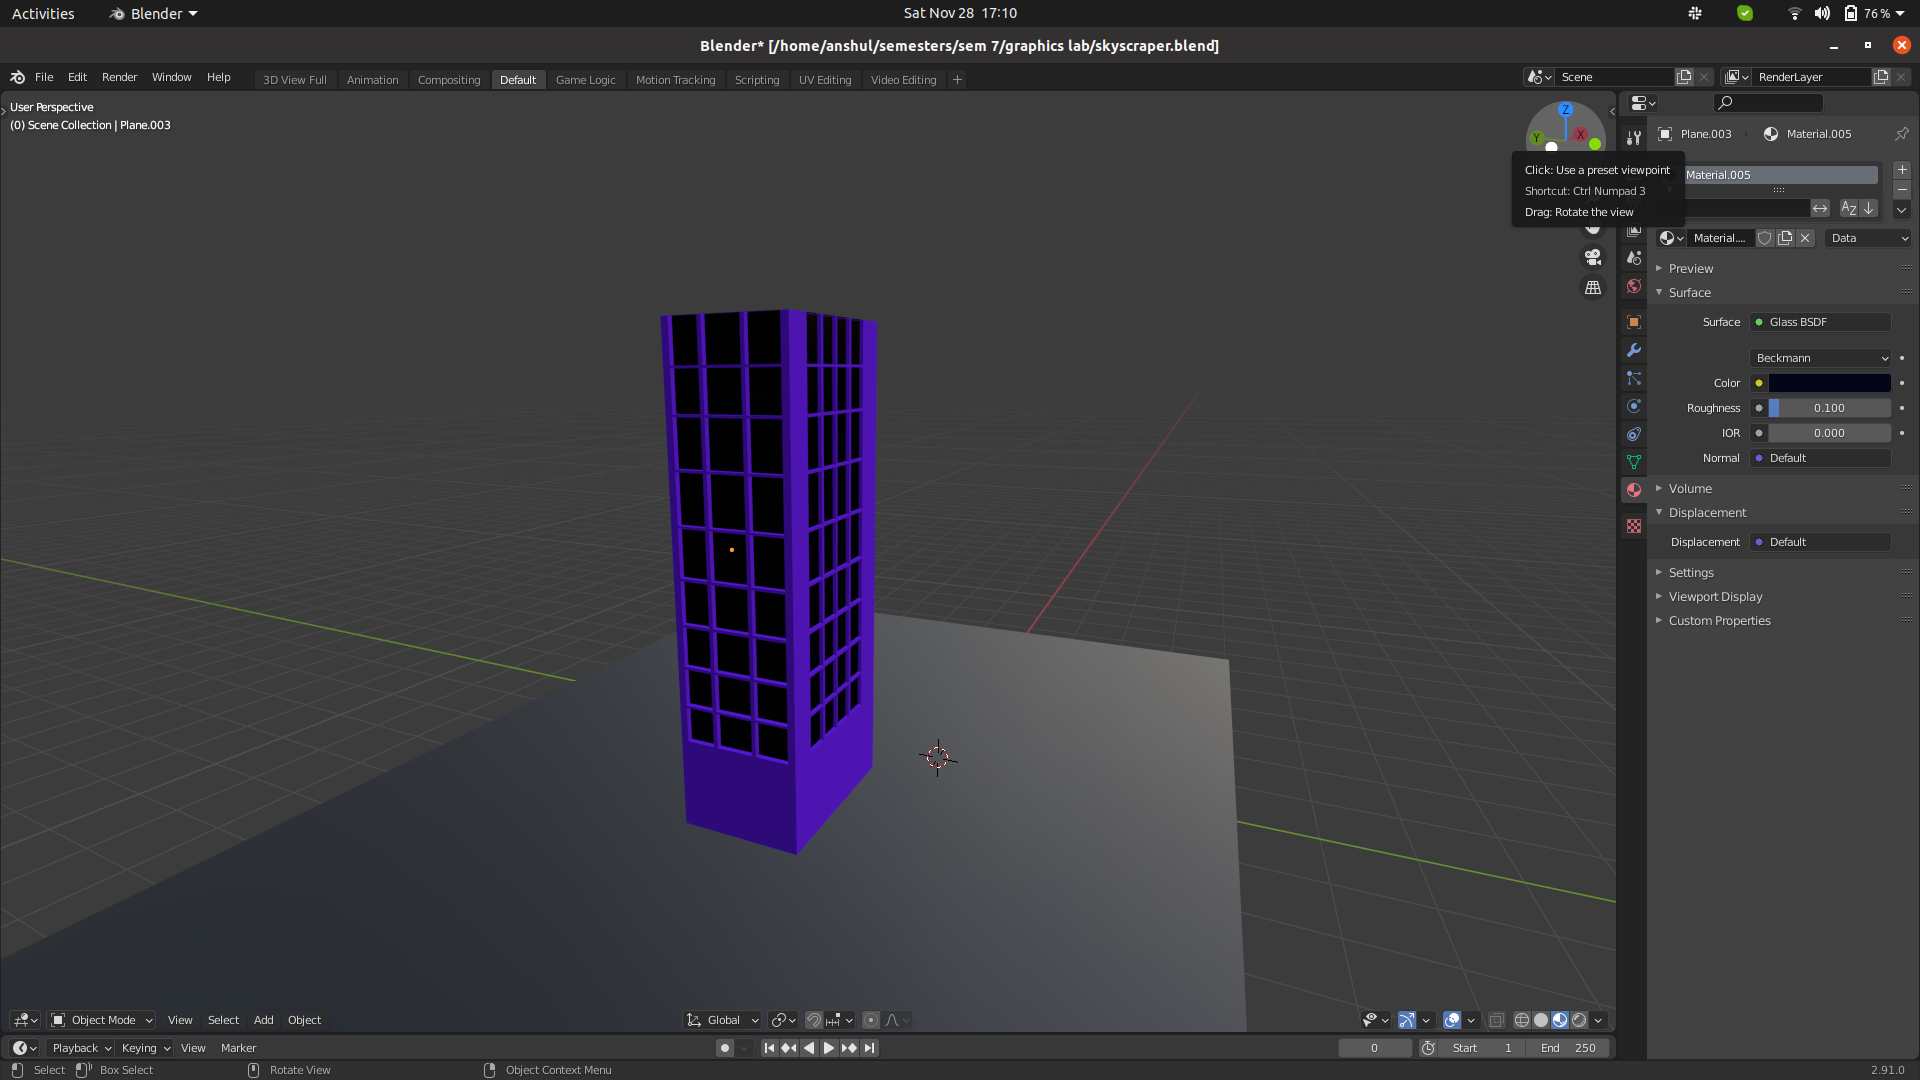 Activities Blender Sat Nov 28 17:10 76 %
Blender* [/home/anshul/semesters/sem 7/graphics lab/skyscraper.blend]
File Edit Render Window Help 3D View Full Animation Compositing Default Game Logic Motion Tracking Scripting UV Editing Video Editing + Scene RenderLayer
User Perspective
(0) Scene Collection | Plane.003
Z
Y X
Plane.003 Material.005
Click: Use a preset viewpoint
Shortcut: Ctrl Numpad 3
Drag: Rotate the view
Material.005
AZ
Material.... Data
Preview
Surface
Surface Glass BSDF
Beckmann
Color
Roughness 0.100
IOR 0.000
Normal Default
Volume
Displacement
Displacement Default
Settings
Viewport Display
Custom Properties
Object Mode View Select Add Object Global
Playback Keying View Marker 0 Start 1 End 250
Select Box Select Rotate View Object Context Menu 2.91.0